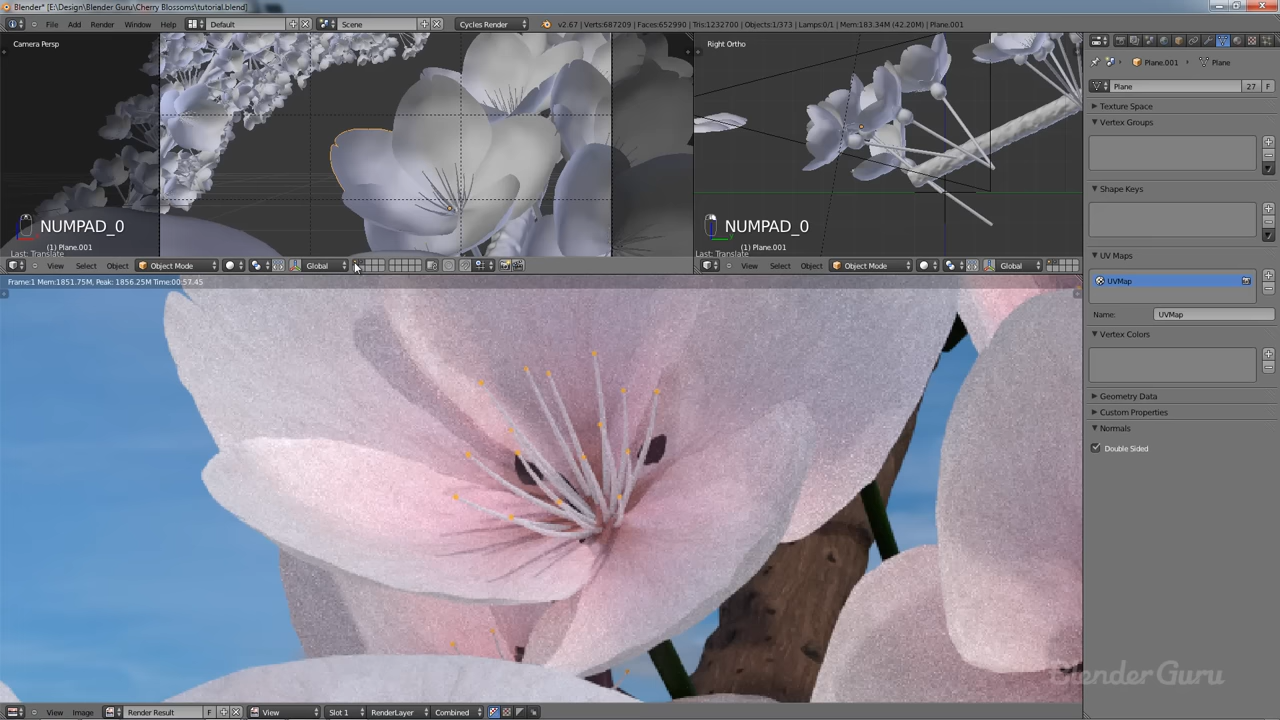 Blender* [E:\Design\Blender Guru\Cherry Blossoms\tutorial.blend]
File Add Render Window Help Default Scene Cycles Render v2.67 | Verts:687209 | Faces:652990 | Tris:1232700 | Objects:1/373 | Lamps:0/1 | Mem:183.34M (42.20M) | Plane.001
Camera Persp
Right Ortho
Plane.001 Plane
Plane 27 F
Texture Space
Vertex Groups
Shape Keys
NUMPAD_0
NUMPAD_0
(1) Plane.001
(1) Plane.001
Last: Translate
UV Maps
View Select Object Object Mode Global
View Select Object Object Mode Global
UVMap
Frame:1 Mem:1851.75M, Peak: 1856.25M Time:00:57.45
Name: UVMap
Vertex Colors
Geometry Data
Custom Properties
Normals
Double Sided
BlenderGuru
View Image Render Result F View Slot 1 RenderLayer Combined